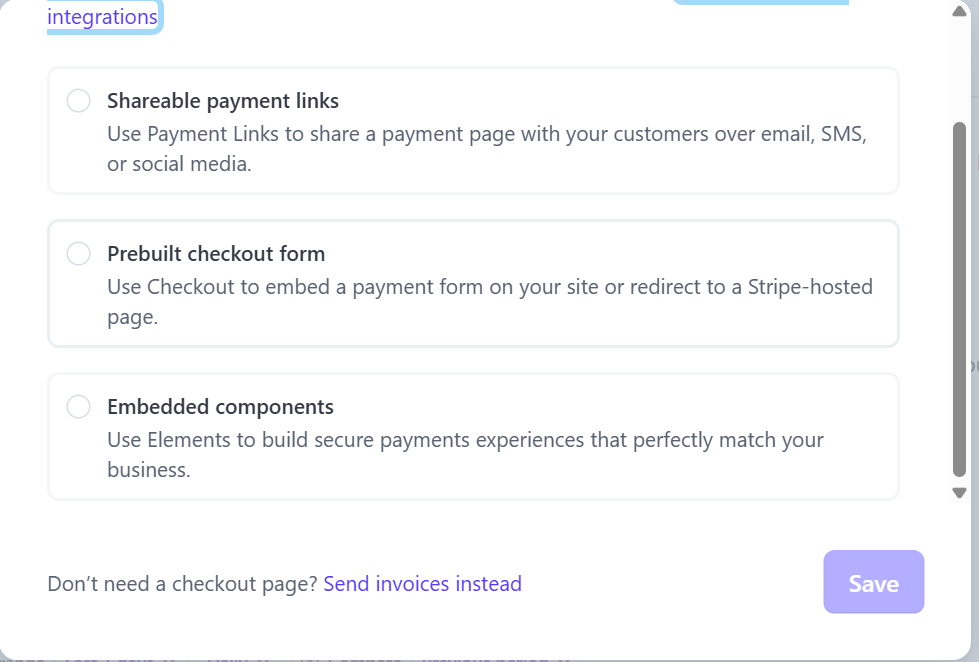 integrations
Shareable payment links
Use Payment Links to share a payment page with your customers over email, SMS,
or social media.
Prebuilt checkout form
Use Checkout to embed a payment form on your site or redirect to a Stripe-hosted
page.
Embedded components
Use Elements to build secure payments experiences that perfectly match your
business.
Don’t need a checkout page? Send invoices instead
Save